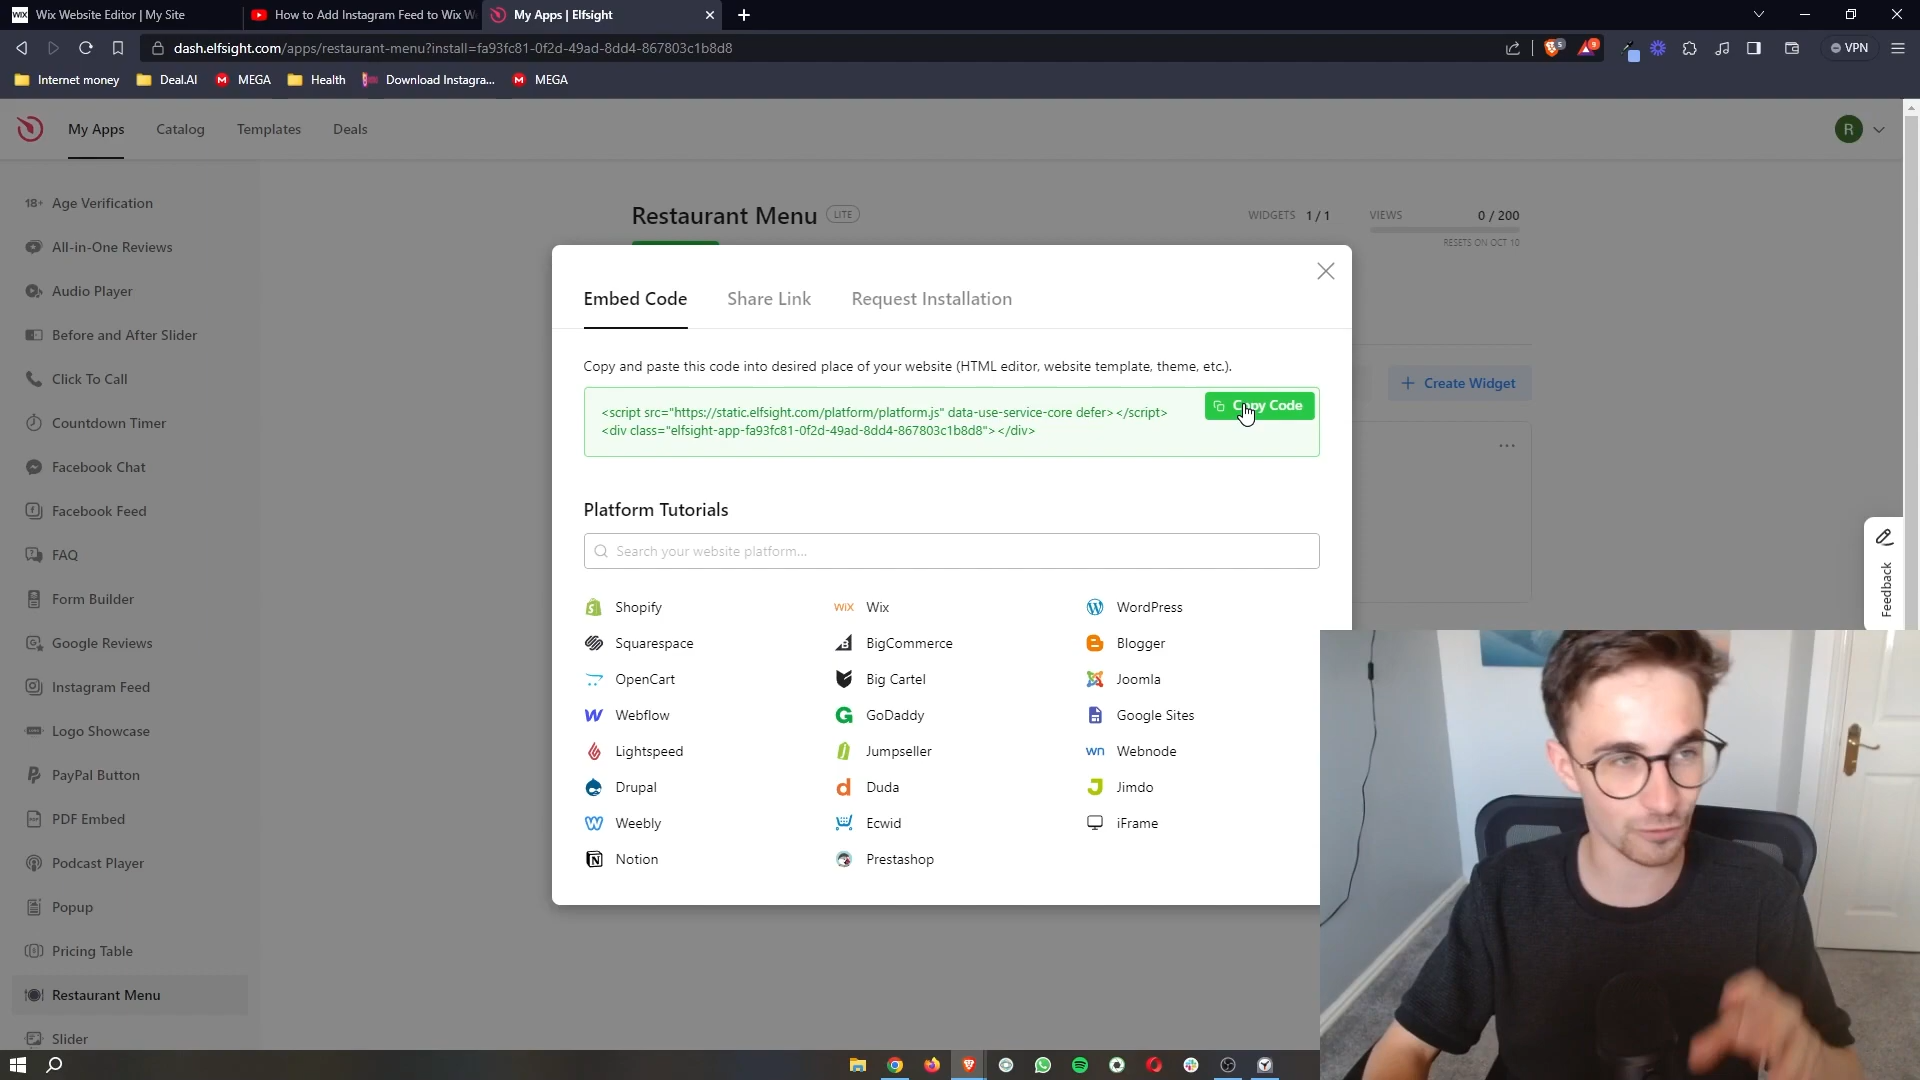 WIX Wix Website Editor | My Site
How to Add Instagram Feed to Wix W
My Apps | Elfsight
dash.elfsight.com/apps/restaurant-menu?install=fa93fc81-0f2d-49ad-8dd4-867803c1b8d8
VPN
Internet money
Deal.AI
MEGA
Health
Download Instagra...
MEGA
My Apps
Catalog
Templates
Deals
R
18+ Age Verification
All-in-One Reviews
Audio Player
Before and After Slider
Click To Call
Countdown Timer
Facebook Chat
Facebook Feed
FAQ
Form Builder
Google Reviews
Instagram Feed
Logo Showcase
PayPal Button
PDF Embed
Podcast Player
Popup
Pricing Table
Restaurant Menu
Slider
Restaurant Menu LITE
WIDGETS 1 / 1
VIEWS 0 / 200
RESETS ON OCT 10
Create Widget
Embed Code
Share Link
Request Installation
Copy and paste this code into desired place of your website (HTML editor, website template, theme, etc.).
<script src="https://static.elfsight.com/platform/platform.js" data-use-service-core defer></script>
<div class="elfsight-app-fa93fc81-0f2d-49ad-8dd4-867803c1b8d8"></div>
Copy Code
Platform Tutorials
Search your website platform...
Shopify
WiX Wix
WordPress
Squarespace
BigCommerce
Blogger
OpenCart
Big Cartel
Joomla
Webflow
GoDaddy
Google Sites
Lightspeed
Jumpseller
wn Webnode
Drupal
Duda
Jimdo
Weebly
Ecwid
iFrame
Notion
Prestashop
Feedback